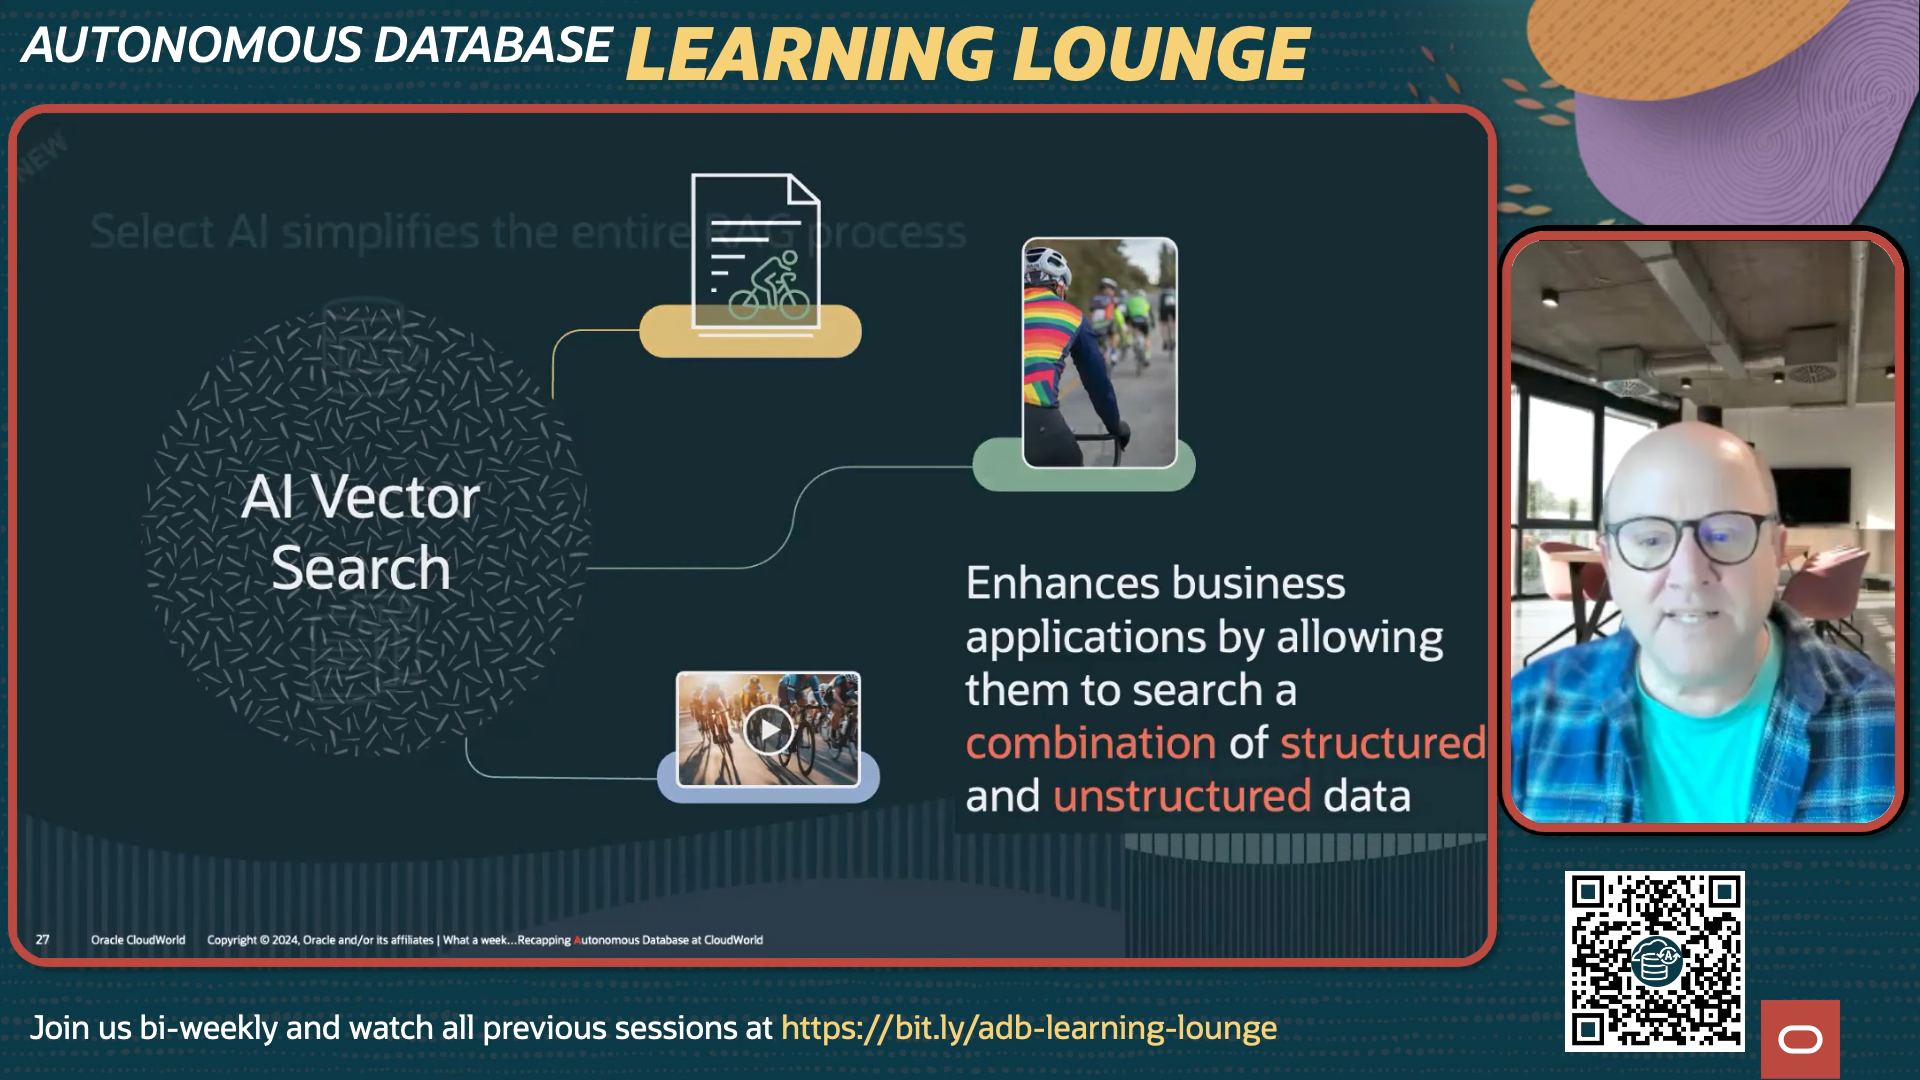 AUTONOMOUS DATABASE LEARNING LOUNGE
NEW
Select AI simplifies the entire RAG process
AI Vector
Search
Enhances business
applications by allowing
them to search a
combination of structured
and unstructured data
27 Oracle CloudWorld Copyright © 2024, Oracle and/or its affiliates | What a week...Recapping Autonomous Database at CloudWorld
Join us bi-weekly and watch all previous sessions at https://bit.ly/adb-learning-lounge